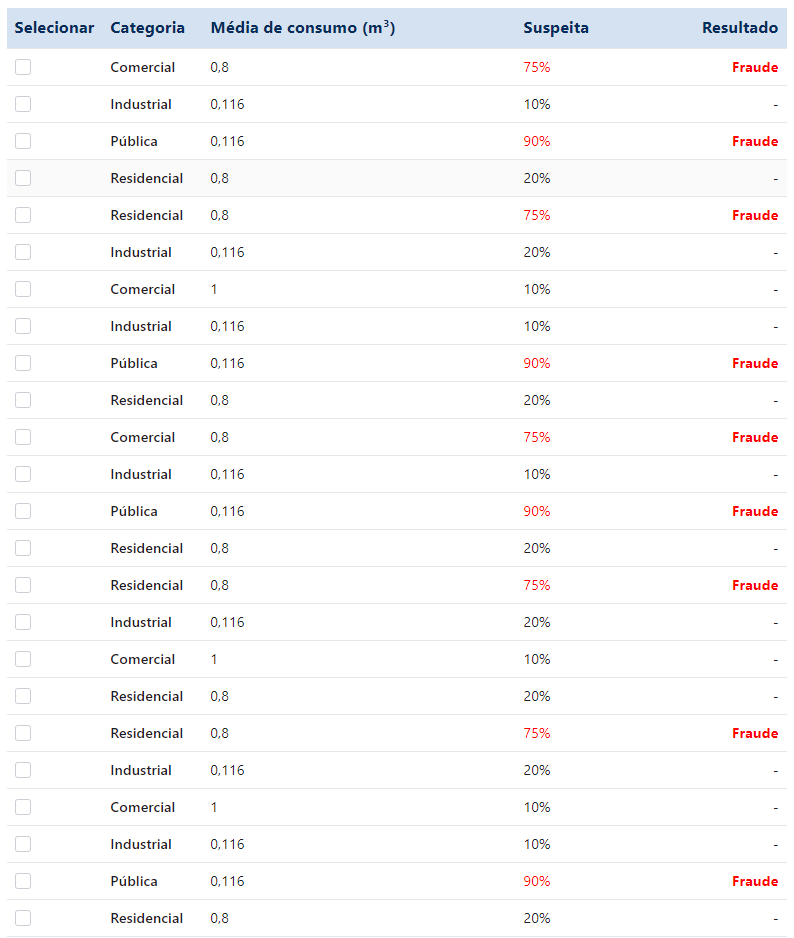 Selecionar Categoria Média de consumo (m³) Suspeita Resultado
Comercial 0,8 75% Fraude
Industrial 0,116 10% -
Pública 0,116 90% Fraude
Residencial 0,8 20% -
Residencial 0,8 75% Fraude
Industrial 0,116 20% -
Comercial 1 10% -
Industrial 0,116 10% -
Pública 0,116 90% Fraude
Residencial 0,8 20% -
Comercial 0,8 75% Fraude
Industrial 0,116 10% -
Pública 0,116 90% Fraude
Residencial 0,8 20% -
Residencial 0,8 75% Fraude
Industrial 0,116 20% -
Comercial 1 10% -
Residencial 0,8 20% -
Residencial 0,8 75% Fraude
Industrial 0,116 20% -
Comercial 1 10% -
Industrial 0,116 10% -
Pública 0,116 90% Fraude
Residencial 0,8 20% -